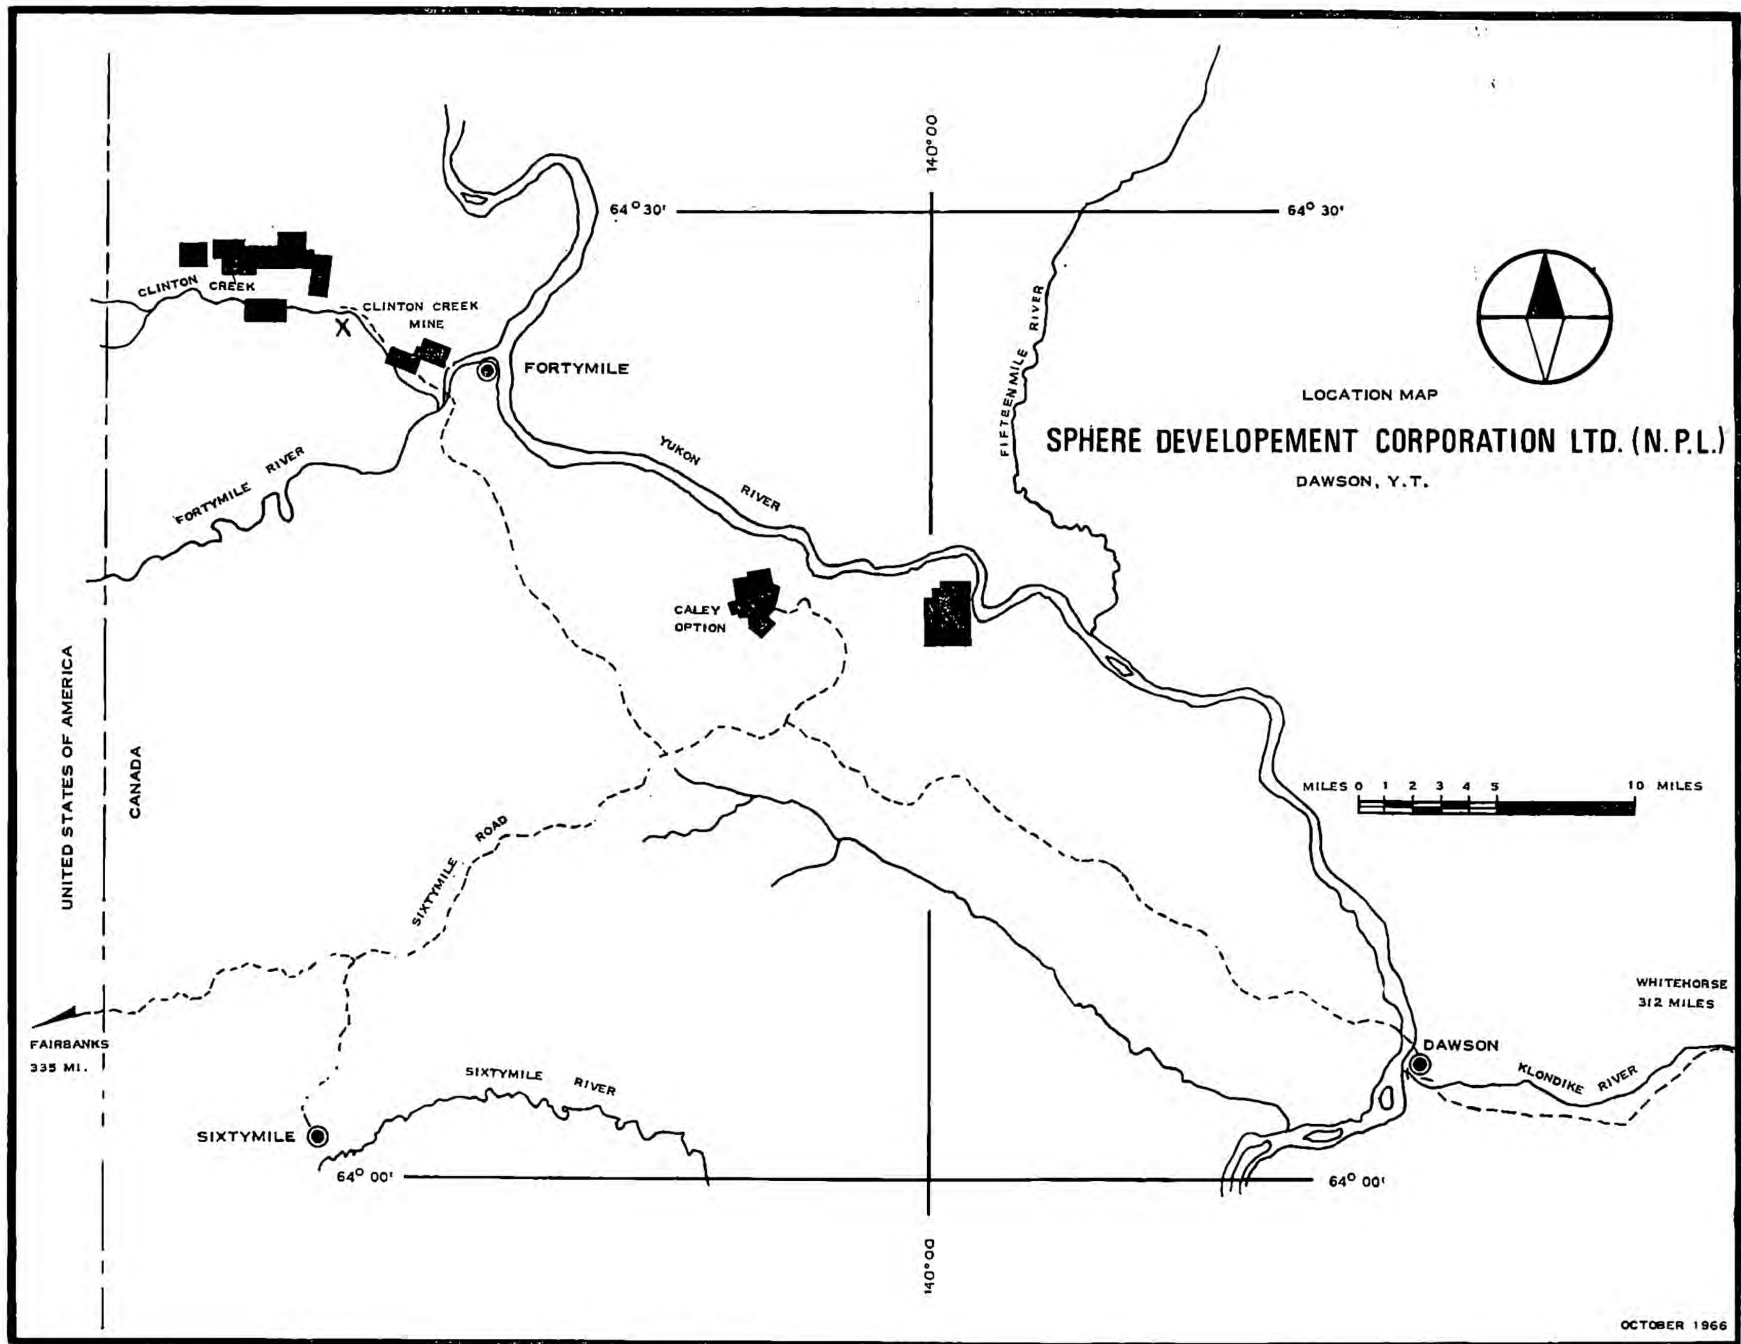 140°00
64° 30'
64° 30'
CLINTON CREEK
CLINTON CREEK
MINE
X
FORTYMILE
FIFTEENMILE RIVER
LOCATION MAP
SPHERE DEVELOPEMENT CORPORATION LTD. (N.P.L.)
DAWSON, Y.T.
YUKON
RIVER
FORTYMILE RIVER
CALEY
OPTION
UNITED STATES OF AMERICA
CANADA
MILES 0 1 2 3 4 5 10 MILES
SIXTYMILE ROAD
WHITEHORSE
312 MILES
FAIRBANKS
335 MI.
DAWSON
KLONDIKE RIVER
SIXTYMILE RIVER
SIXTYMILE
64° 00'
64° 00'
140°00
OCTOBER 1966